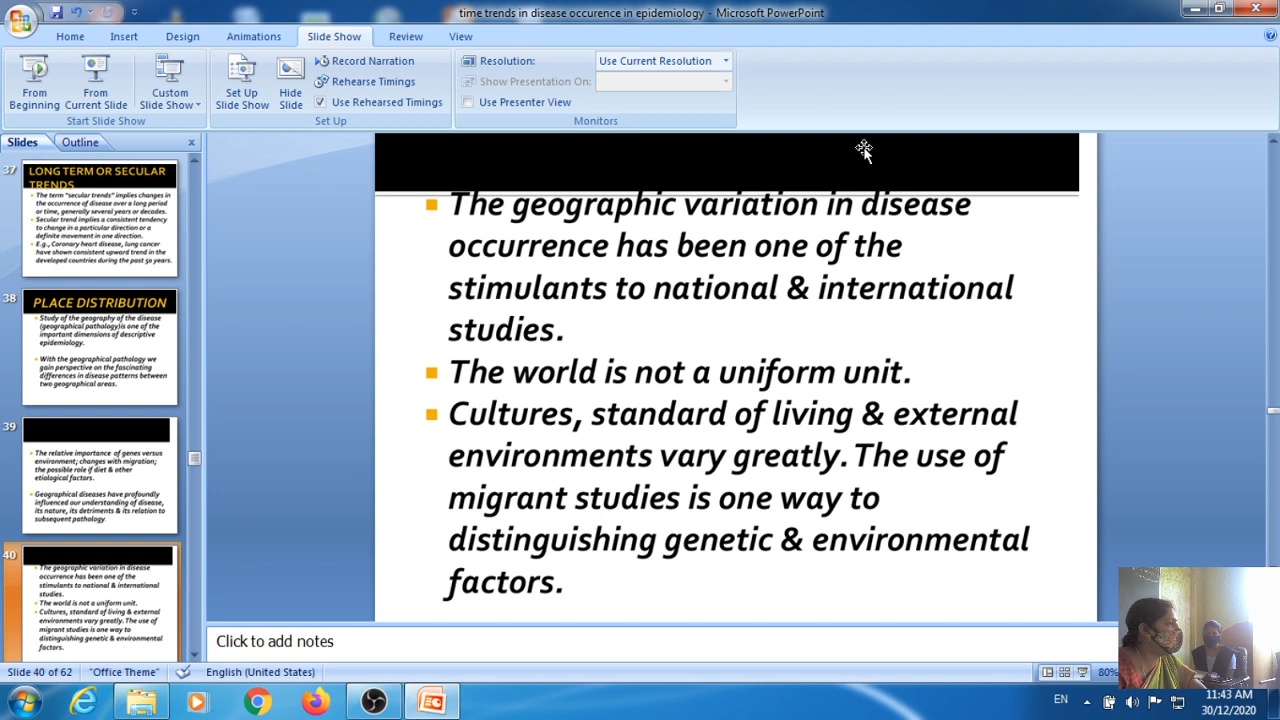 time trends in disease occurence in epidemiology - Microsoft PowerPoint
Home Insert Design Animations Slide Show Review View
From Beginning
From Current Slide
Custom Slide Show
Start Slide Show
Set Up Slide Show
Hide Slide
Record Narration
Rehearse Timings
Use Rehearsed Timings
Set Up
Resolution: Use Current Resolution
Show Presentation On:
Use Presenter View
Monitors
Slides Outline
37
LONG TERM OR SECULAR
TRENDS
The term "secular trends" implies changes in
the occurrence of disease over a long period
or time, generally several years or decades.
Secular trend implies a consistent tendency
to change in a particular direction or a
definite movement in one direction.
E.g., Coronary heart disease, lung cancer
have shown consistent upward trend in the
developed countries during the past 50 years.
38
PLACE DISTRIBUTION
Study of the geography of the disease
(geographical pathology)is one of the
important dimensions of descriptive
epidemiology.
With the geographical pathology we
gain perspective on the fascinating
differences in disease patterns between
two geographical areas.
39
The relative importance of genes versus
environment; changes with migration;
the possible role if diet & other
etiological factors.
Geographical diseases have profoundly
influenced our understanding of disease,
its nature, its detriments & its relation to
subsequent pathology.
40
The geographic variation in disease
occurrence has been one of the
stimulants to national & international
studies.
The world is not a uniform unit.
Cultures, standard of living & external
environments vary greatly. The use of
migrant studies is one way to
distinguishing genetic & environmental
factors.
The geographic variation in disease
occurrence has been one of the
stimulants to national & international
studies.
The world is not a uniform unit.
Cultures, standard of living & external
environments vary greatly. The use of
migrant studies is one way to
distinguishing genetic & environmental
factors.
Click to add notes
Slide 40 of 62 "Office Theme" English (United States) 80%
EN 11:43 AM
30/12/2020